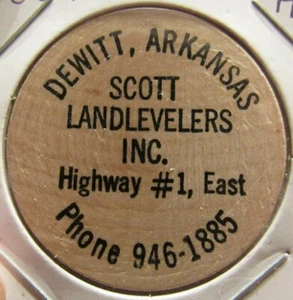 DEWITT, ARKANSAS
SCOTT
LANDLEVELERS
INC.
Highway #1, East
Phone 946-1885